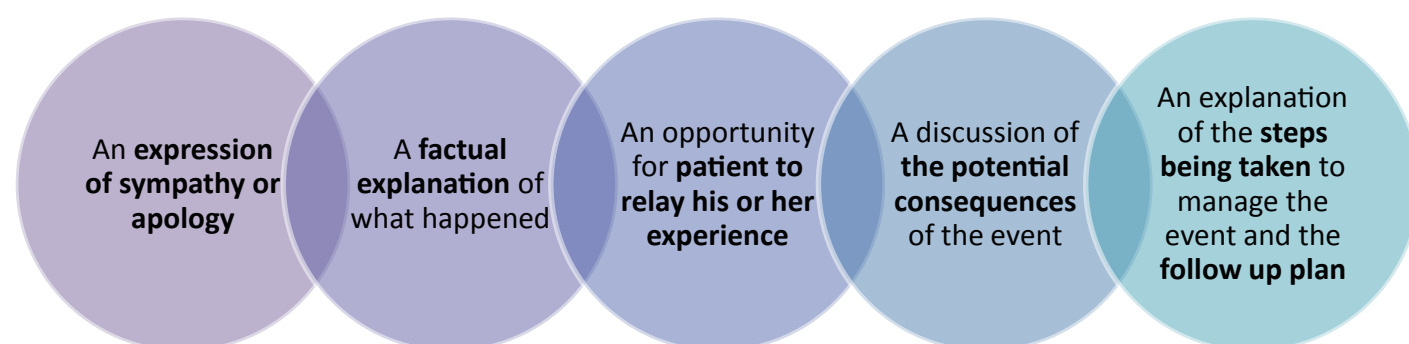 An expression
of sympathy or
apology
A factual
explanation of
what happened
An opportunity
for patient to
relay his or her
experience
A discussion of
the potential
consequences
of the event
An explanation
of the steps
being taken to
manage the
event and the
follow up plan